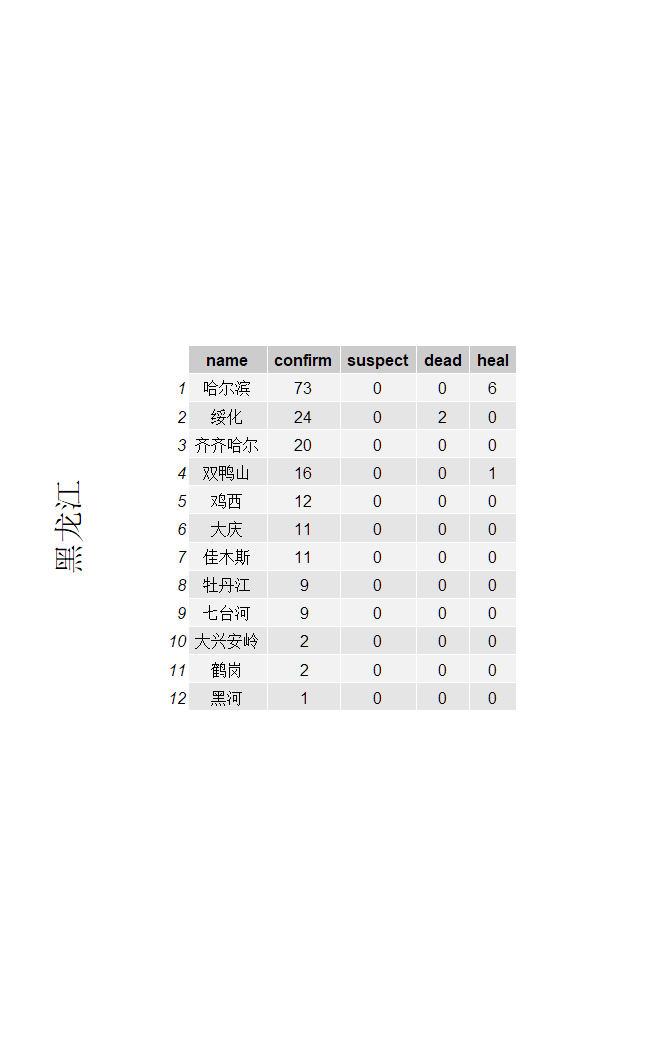 黑龙江
name confirm suspect dead heal
1 哈尔滨 73 0 0 6
2 绥化 24 0 2 0
3 齐齐哈尔 20 0 0 0
4 双鸭山 16 0 0 1
5 鸡西 12 0 0 0
6 大庆 11 0 0 0
7 佳木斯 11 0 0 0
8 牡丹江 9 0 0 0
9 七台河 9 0 0 0
10 大兴安岭 2 0 0 0
11 鹤岗 2 0 0 0
12 黑河 1 0 0 0